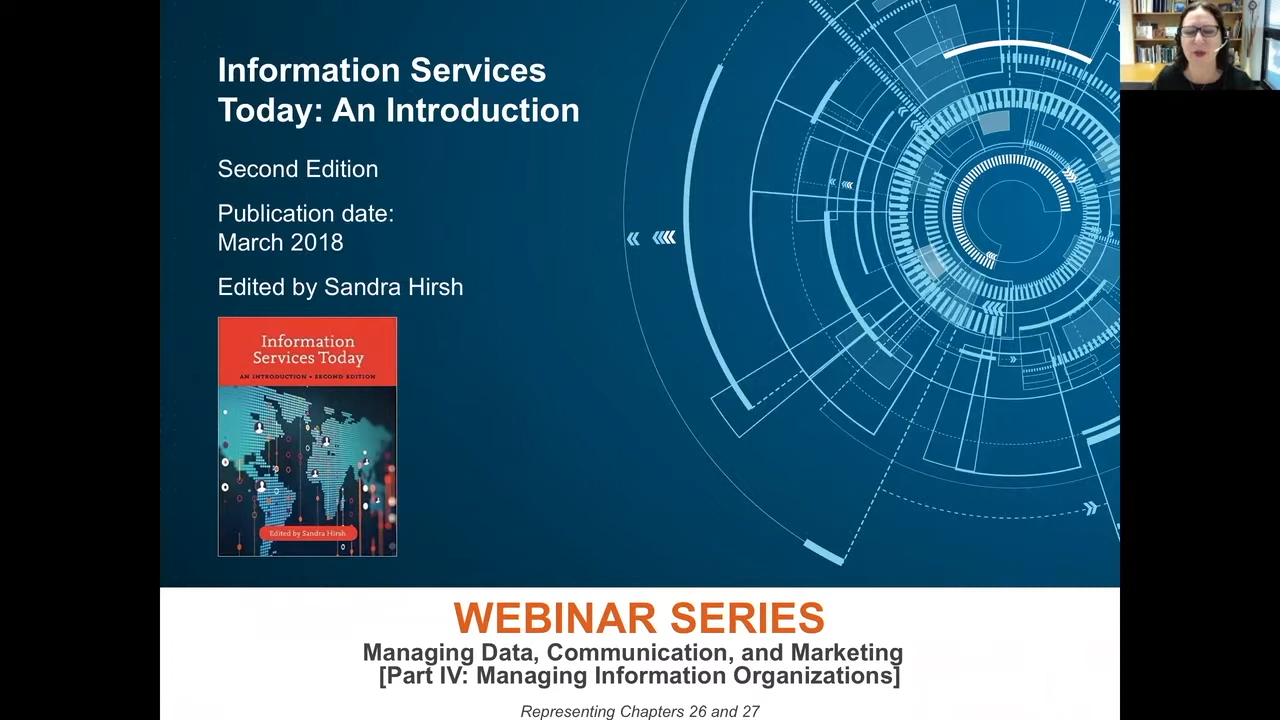 Information Services
Today: An Introduction
Second Edition
Publication date:
March 2018
Edited by Sandra Hirsh
Information
Services Today
AN INTRODUCTION • SECOND EDITION
Edited by Sandra Hirsh
WEBINAR SERIES
Managing Data, Communication, and Marketing
[Part IV: Managing Information Organizations]
Representing Chapters 26 and 27